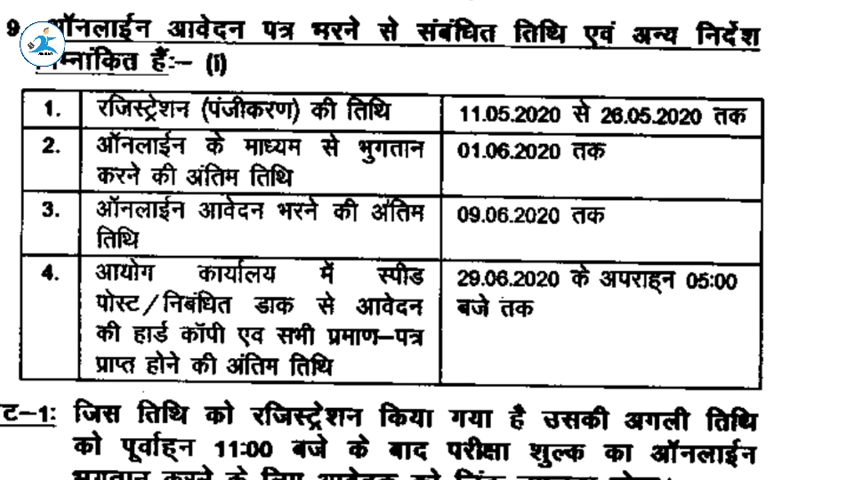 9 ऑनलाईन आवेदन पत्र भरने से संबंधित तिथि एवं अन्य निर्देश
निम्नांकित हैंः– (i)
1. रजिस्ट्रेशन (पंजीकरण) की तिथि 11.05.2020 से 26.05.2020 तक
2. ऑनलाईन के माध्यम से भुगतान 01.06.2020 तक
करने की अंतिम तिथि
3. ऑनलाईन आवेदन भरने की अंतिम 09.06.2020 तक
तिथि
4. आयोग कार्यालय में स्पीड 29.06.2020 के अपराह्न 05:00
पोस्ट/निबंधित डाक से आवेदन बजे तक
की हार्ड कॉपी एव सभी प्रमाण–पत्र
प्राप्त होने की अंतिम तिथि
ट–1: जिस तिथि को रजिस्ट्रेशन किया गया है उसकी अगली तिथि
को पूर्वाह्न 11:00 बजे के बाद परीक्षा शुल्क का ऑनलाईन